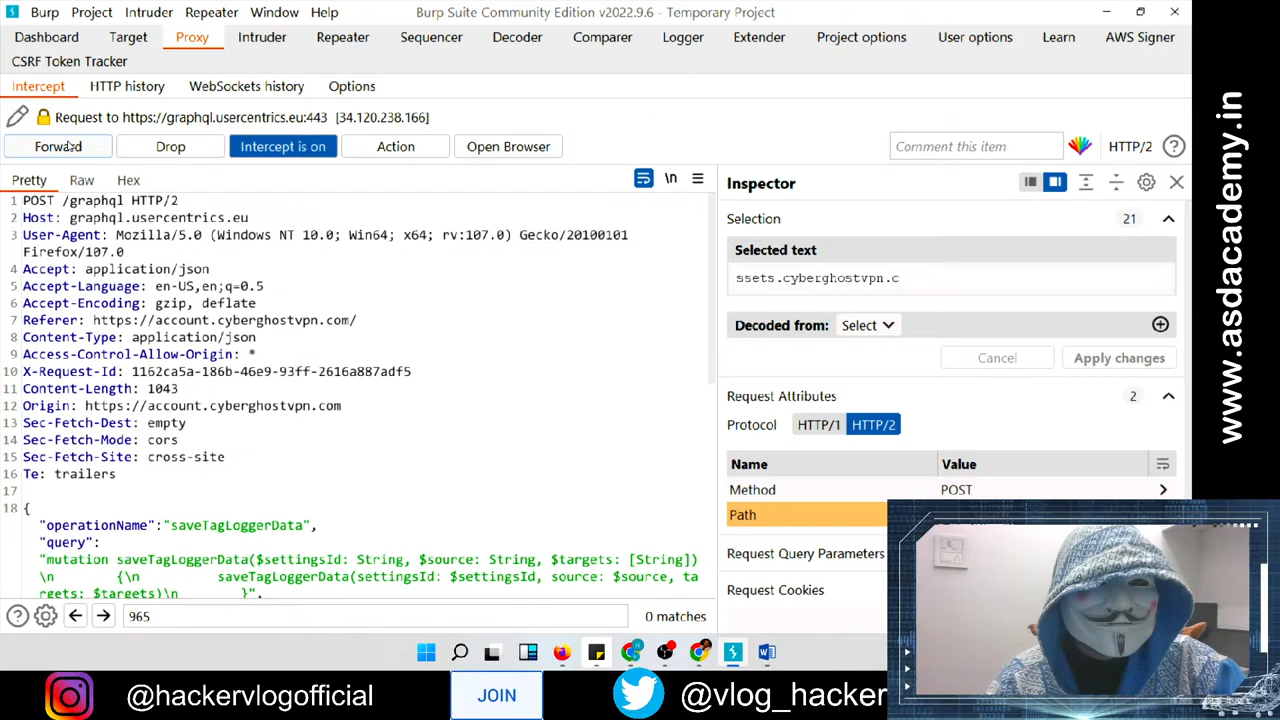 Burp Project Intruder Repeater Window Help Burp Suite Community Edition v2022.9.6 - Temporary Project
Dashboard Target Proxy Intruder Repeater Sequencer Decoder Comparer Logger Extender Project options User options Learn AWS Signer
CSRF Token Tracker
Intercept HTTP history WebSockets history Options
Request to https://graphql.usercentrics.eu:443 [34.120.238.166]
Forward Drop Intercept is on Action Open Browser Comment this item HTTP/2
Pretty Raw Hex \n
1 POST /graphql HTTP/2
2 Host: graphql.usercentrics.eu
3 User-Agent: Mozilla/5.0 (Windows NT 10.0; Win64; x64; rv:107.0) Gecko/20100101
Firefox/107.0
4 Accept: application/json
5 Accept-Language: en-US,en;q=0.5
6 Accept-Encoding: gzip, deflate
7 Referer: https://account.cyberghostvpn.com/
8 Content-Type: application/json
9 Access-Control-Allow-Origin: *
10 X-Request-Id: 1162ca5a-186b-46e9-93ff-2616a887adf5
11 Content-Length: 1043
12 Origin: https://account.cyberghostvpn.com
13 Sec-Fetch-Dest: empty
14 Sec-Fetch-Mode: cors
15 Sec-Fetch-Site: cross-site
16 Te: trailers
17
18 {
"operationName":"saveTagLoggerData",
"query":
"mutation saveTagLoggerData($settingsId: String, $source: String, $targets: [String])
\n {\n saveTagLoggerData(settingsId: $settingsId, source: $source, ta
rgets: $targets)\n }",
965 0 matches
Inspector
Selection 21
Selected text
ssets.cyberghostvpn.c
Decoded from: Select
Cancel Apply changes
Request Attributes 2
Protocol HTTP/1 HTTP/2
Name Value
Method POST
Path
Request Query Parameters
Request Cookies
www.asdacademy.in
@hackervlogofficial JOIN @vlog_hacker